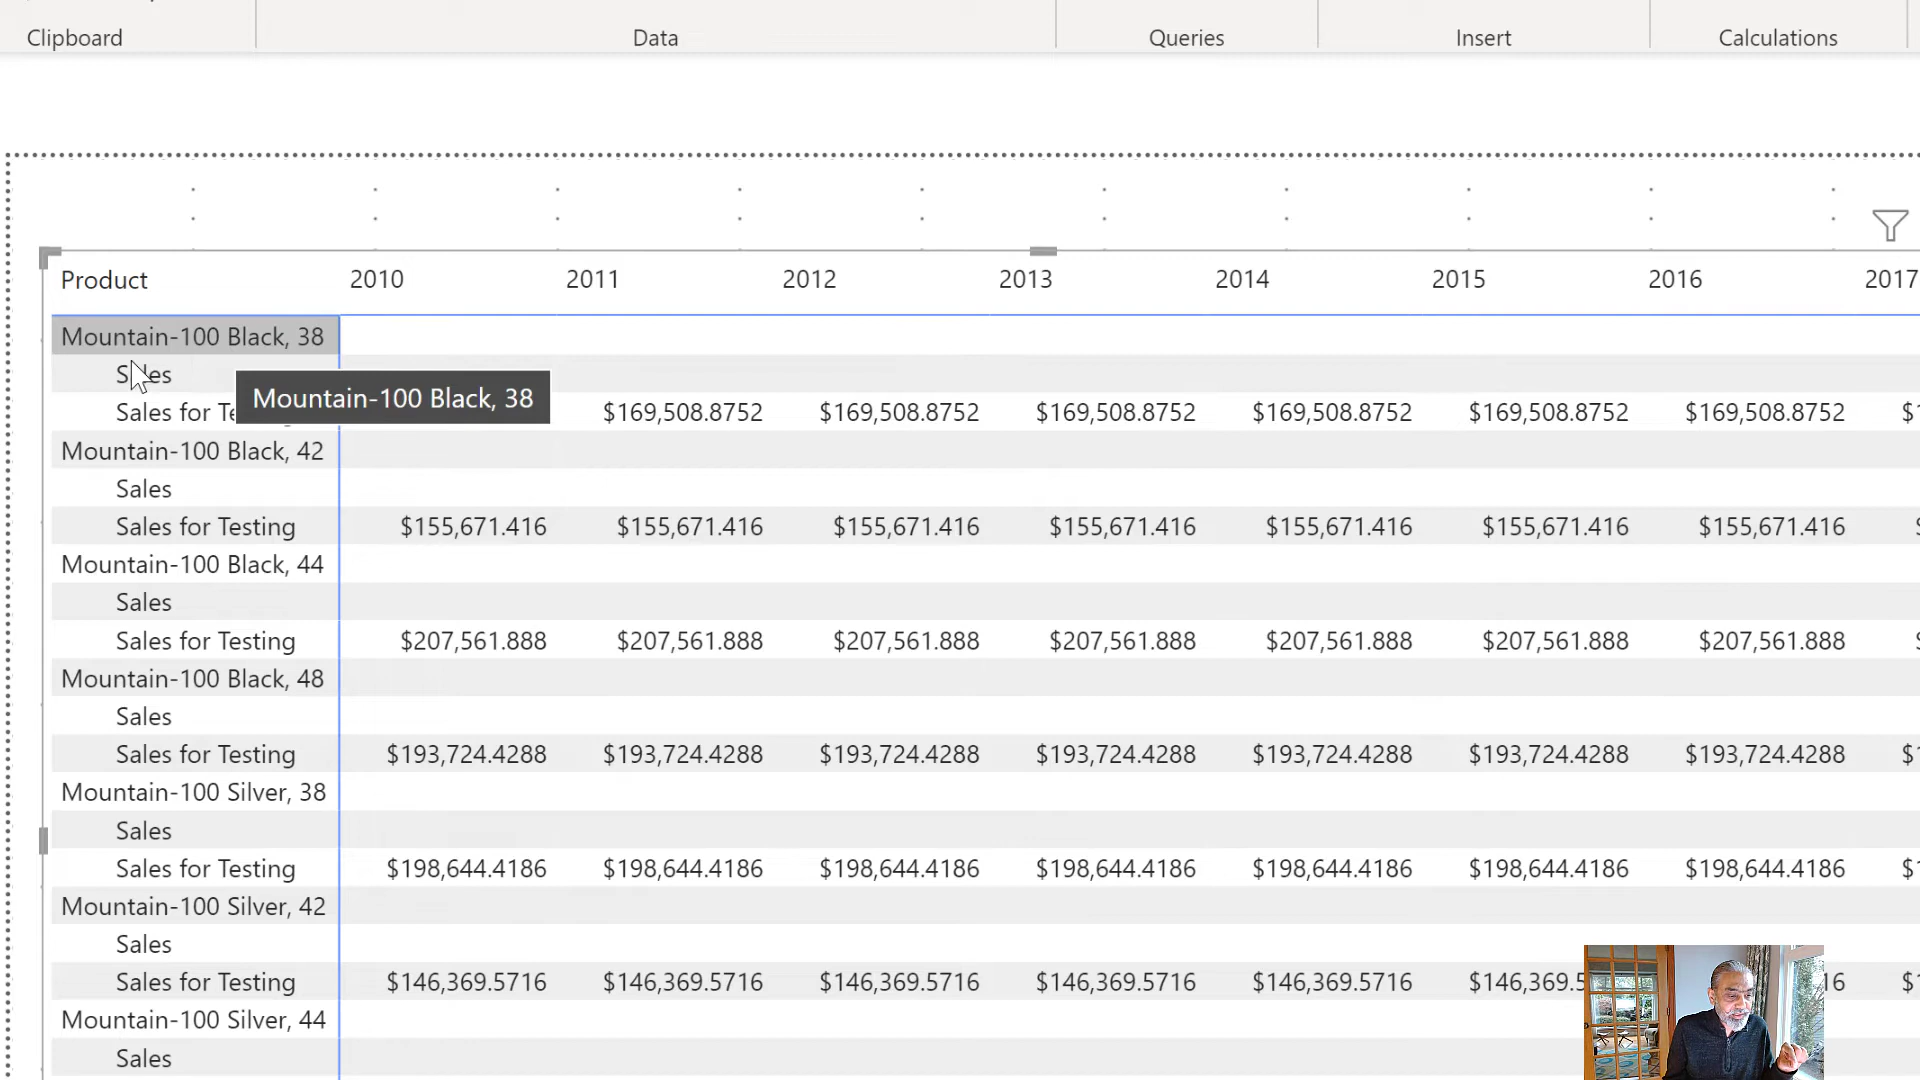 Clipboard Data Queries Insert Calculations
Product 2010 2011 2012 2013 2014 2015 2016 2017
Mountain-100 Black, 38
Sales
Mountain-100 Black, 38
Sales for Te $169,508.8752 $169,508.8752 $169,508.8752 $169,508.8752 $169,508.8752 $169,508.8752 $1
Mountain-100 Black, 42
Sales
Sales for Testing $155,671.416 $155,671.416 $155,671.416 $155,671.416 $155,671.416 $155,671.416 $155,671.416
Mountain-100 Black, 44
Sales
Sales for Testing $207,561.888 $207,561.888 $207,561.888 $207,561.888 $207,561.888 $207,561.888 $207,561.888
Mountain-100 Black, 48
Sales
Sales for Testing $193,724.4288 $193,724.4288 $193,724.4288 $193,724.4288 $193,724.4288 $193,724.4288 $193,724.4288 $1
Mountain-100 Silver, 38
Sales
Sales for Testing $198,644.4186 $198,644.4186 $198,644.4186 $198,644.4186 $198,644.4186 $198,644.4186 $198,644.4186 $1
Mountain-100 Silver, 42
Sales
Sales for Testing $146,369.5716 $146,369.5716 $146,369.5716 $146,369.5716 $146,369.5716 $146,369.5 16 $1
Mountain-100 Silver, 44
Sales